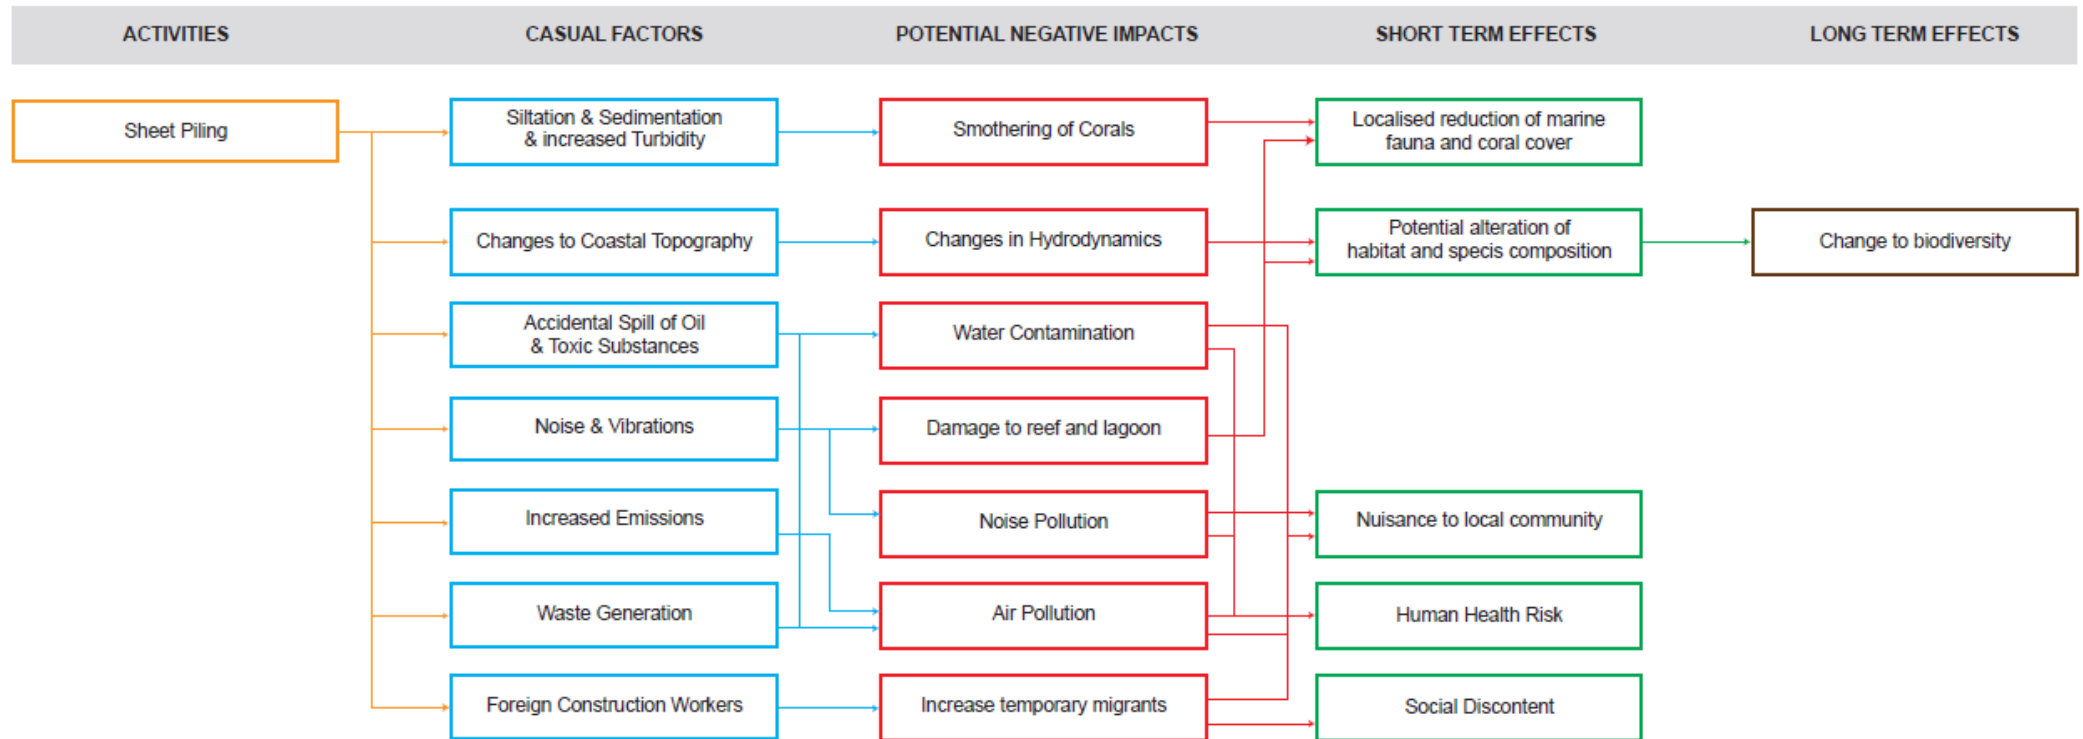 ACTIVITIES
CASUAL FACTORS
POTENTIAL NEGATIVE IMPACTS
SHORT TERM EFFECTS
LONG TERM EFFECTS
Sheet Piling
Siltation & Sedimentation
& increased Turbidity
Smothering of Corals
Localised reduction of marine
fauna and coral cover
Changes to Coastal Topography
Changes in Hydrodynamics
Potential alteration of
habitat and specis composition
Change to biodiversity
Accidental Spill of Oil
& Toxic Substances
Water Contamination
Noise & Vibrations
Damage to reef and lagoon
Increased Emissions
Noise Pollution
Nuisance to local community
Waste Generation
Air Pollution
Human Health Risk
Foreign Construction Workers
Increase temporary migrants
Social Discontent